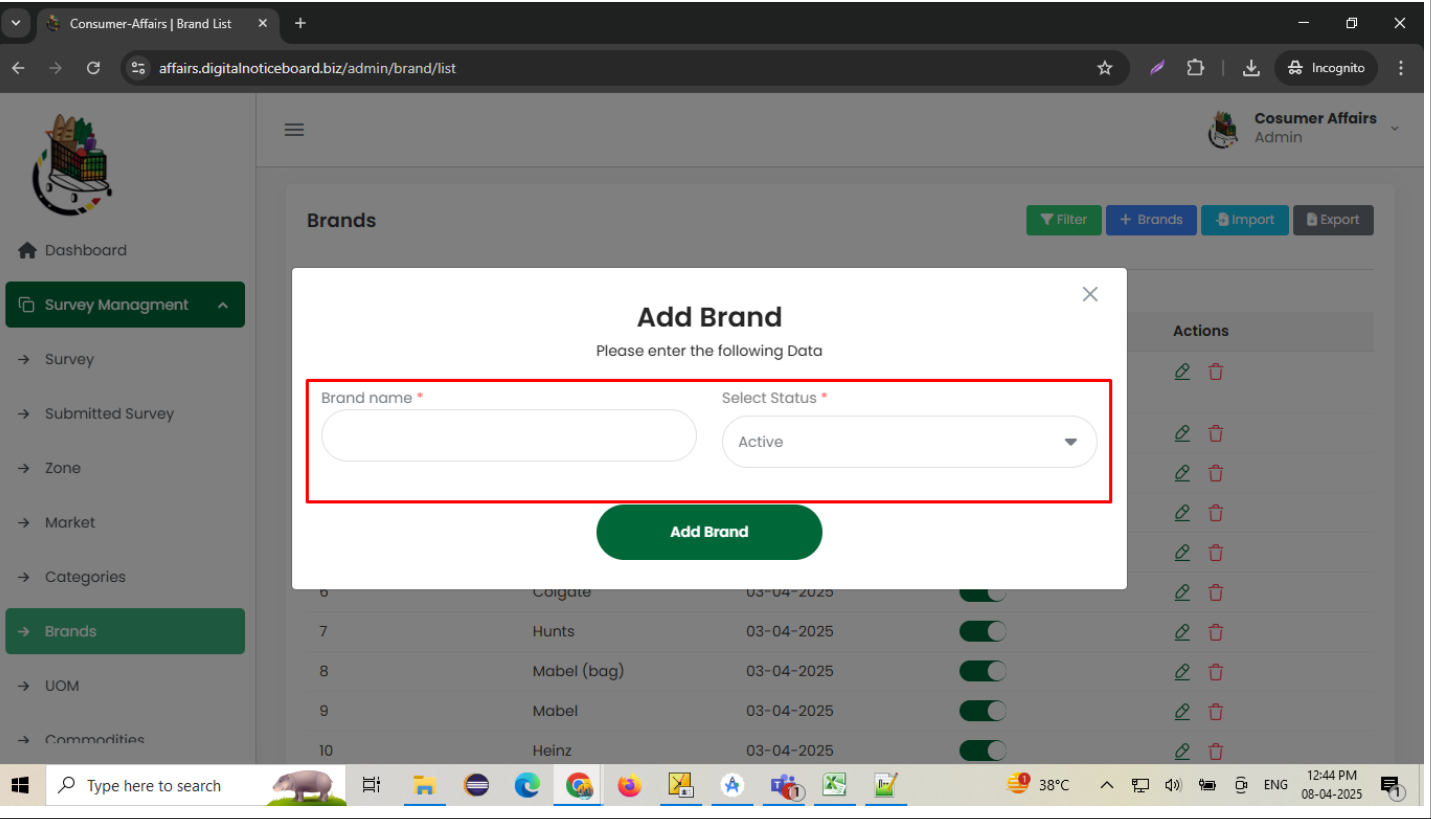 Consumer-Affairs | Brand List
affairs.digitalnoticeboard.biz/admin/brand/list
Incognito
Cosumer Affairs
Admin
Brands
Filter
+ Brands
Import
Export
Dashboard
Survey Managment
Survey
Submitted Survey
Zone
Market
Categories
Brands
UOM
Commodities
Add Brand
Please enter the following Data
Brand name *
Select Status *
Active
Add Brand
Actions
6 Colgate 03-04-2025
7 Hunts 03-04-2025
8 Mabel (bag) 03-04-2025
9 Mabel 03-04-2025
10 Heinz 03-04-2025
Type here to search
38°C
ENG
12:44 PM
08-04-2025